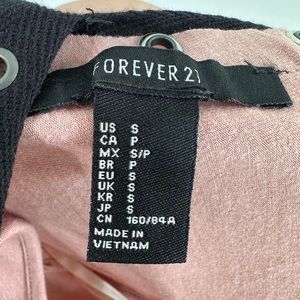 FOREVER 21
US S
CA P
MX S/P
BR P
EU S
UK S
KR S
JP S
CN 160/84A
MADE IN
VIETNAM